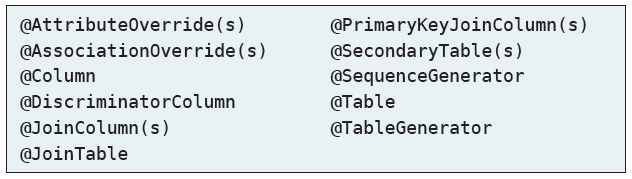 @AttributeOverride(s) @PrimaryKeyJoinColumn(s)
@AssociationOverride(s) @SecondaryTable(s)
@Column @SequenceGenerator
@DiscriminatorColumn @Table
@JoinColumn(s) @TableGenerator
@JoinTable